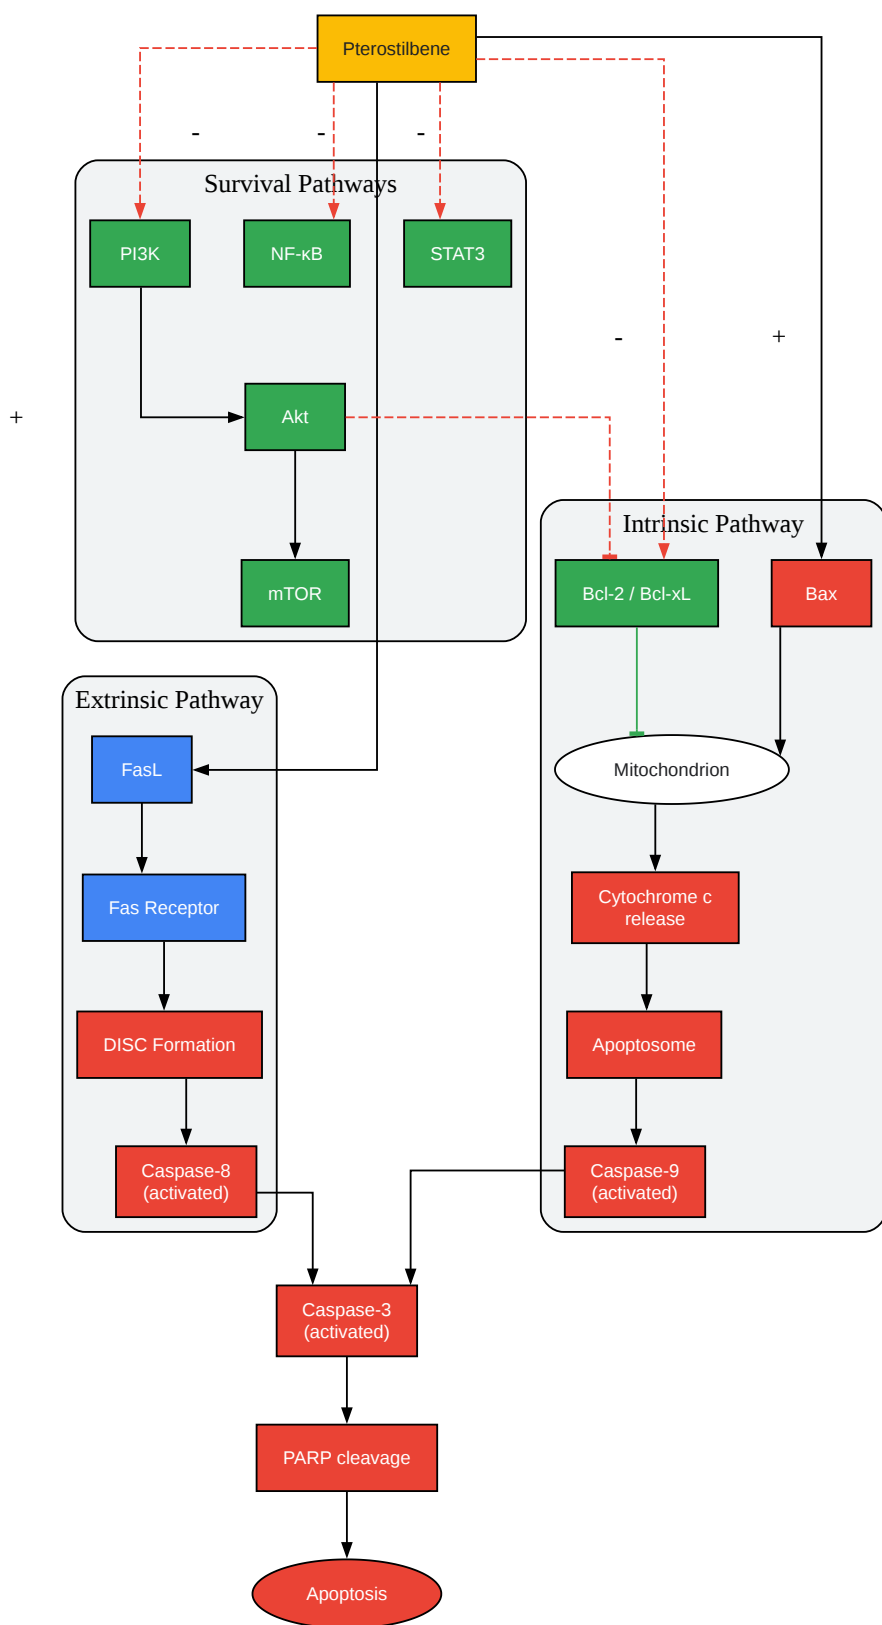 Pterostilbene
-
-
-
Survival Pathways
PI3K
NF-κB
STAT3
-
+
+
Akt
Intrinsic Pathway
mTOR
Bcl-2 / Bcl-xL
Bax
Extrinsic Pathway
FasL
Mitochondrion
Fas Receptor
Cytochrome c
release
DISC Formation
Apoptosome
Caspase-8
(activated)
Caspase-9
(activated)
Caspase-3
(activated)
PARP cleavage
Apoptosis